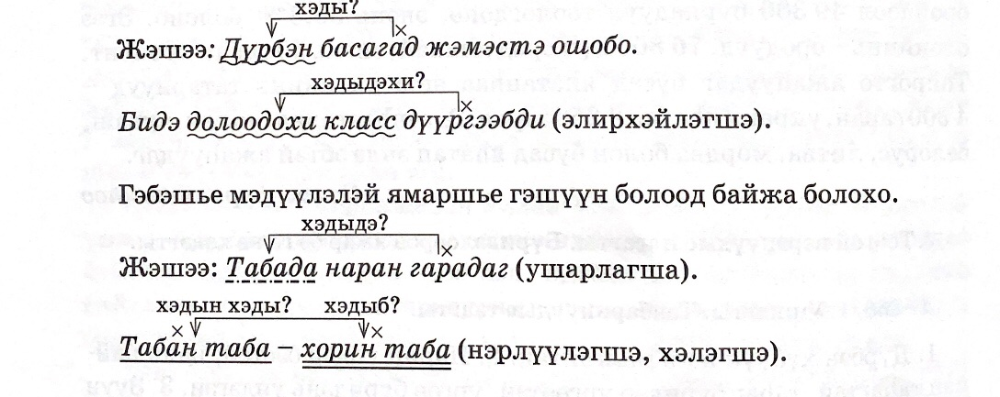 хэды?
Жэшээ: Дүрбэн басагад жэмэстэ ошобо.
хэдыдэхи?
Бидэ долоодохи класс дүүргээбди (элирхэйлэгшэ).
Гэбэшье мэдүүлэлэй ямаршье гэшүүн болоод байжа болохо.
хэдыдэ?
Жэшээ: Табада наран гарадаг (ушарлагша).
хэдын хэды? хэдыб?
Табан таба – хорин таба (нэрлүүлэгшэ, хэлэгшэ).